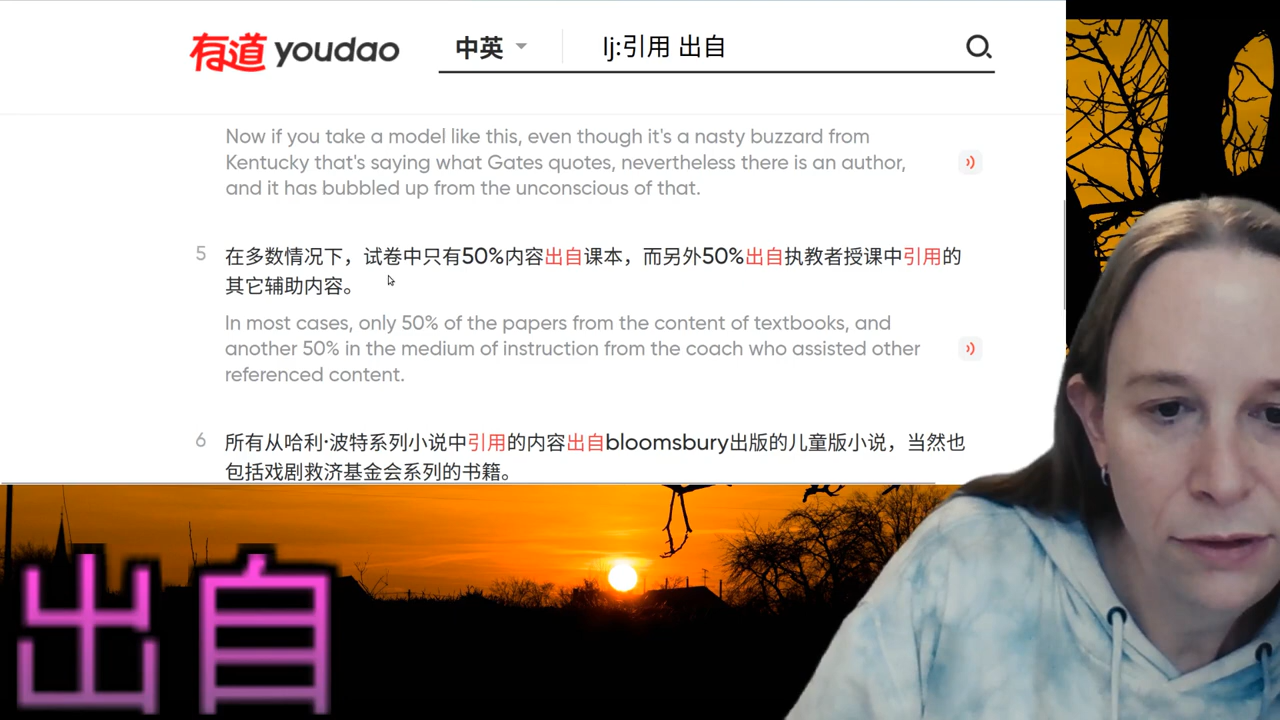 有道 youdao
中英
lj:引用 出自
Now if you take a model like this, even though it's a nasty buzzard from
Kentucky that's saying what Gates quotes, nevertheless there is an author,
and it has bubbled up from the unconscious of that.
5
在多数情况下，试卷中只有50%内容出自课本，而另外50%出自执教者授课中引用的
其它辅助内容。
In most cases, only 50% of the papers from the content of textbooks, and
another 50% in the medium of instruction from the coach who assisted other
referenced content.
6
所有从哈利·波特系列小说中引用的内容出自bloomsbury出版的儿童版小说，当然也
包括戏剧救济基金会系列的书籍。
出自